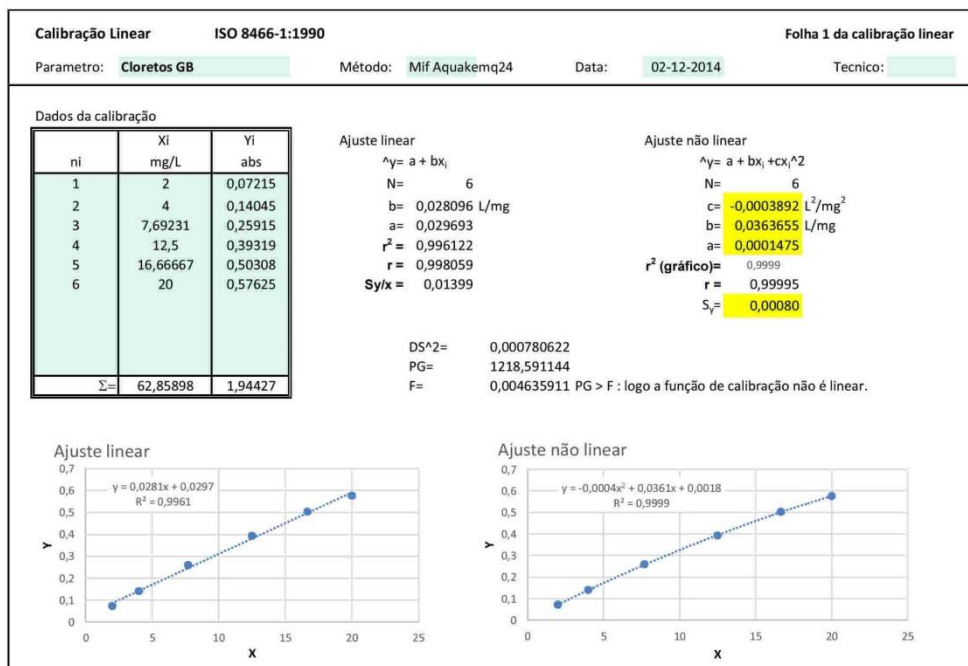 Calibração Linear ISO 8466-1:1990 Folha 1 da calibração linear
Parametro: Cloretos GB Método: Mif Aquakemq24 Data: 02-12-2014 Tecnico:
Dados da calibração
ni Xi mg/L Yi abs
1 2 0,07215
2 4 0,14045
3 7,69231 0,25915
4 12,5 0,39319
5 16,66667 0,50308
6 20 0,57625
Σ= 62,85898 1,94427
Ajuste linear
^y= a + bxi
N= 6
b= 0,028096 L/mg
a= 0,029693
r² = 0,996122
r = 0,998059
Sy/x = 0,01399
Ajuste não linear
^y= a + bxi +cxi^2
N= 6
c= -0,0003892 L²/mg²
b= 0,0363655 L/mg
a= 0,0001475
r² (gráfico)= 0,9999
r = 0,99995
Sy= 0,00080
DS^2= 0,000780622
PG= 1218,591144
F= 0,004635911 PG > F : logo a função de calibração não é linear.
Ajuste linear
y = 0,0281x + 0,0297
R² = 0,9961
0,7
0,6
0,5
0,4
0,3
0,2
0,1
0
Y
0 5 10 15 20 25
X
Ajuste não linear
y = -0,0004x² + 0,0361x + 0,0018
R² = 0,9999
0,7
0,6
0,5
0,4
0,3
0,2
0,1
0
Y
0 5 10 15 20 25
X